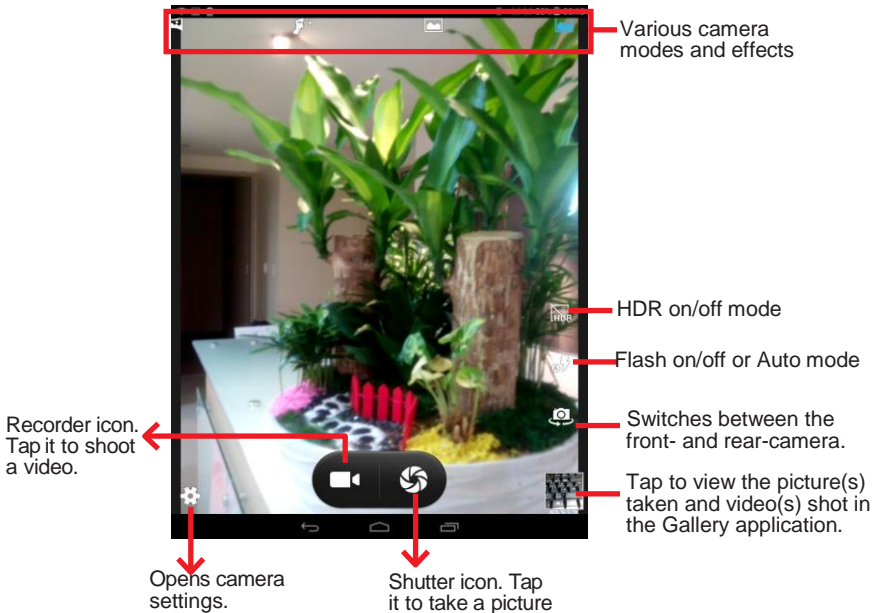 Various camera
modes and effects
HDR
HDR on/off mode
Flash on/off or Auto mode
Recorder icon.
Tap it to shoot
a video.
Switches between the
front- and rear-camera.
Tap to view the picture(s)
taken and video(s) shot in
the Gallery application.
Opens camera
settings.
Shutter icon. Tap
it to take a picture